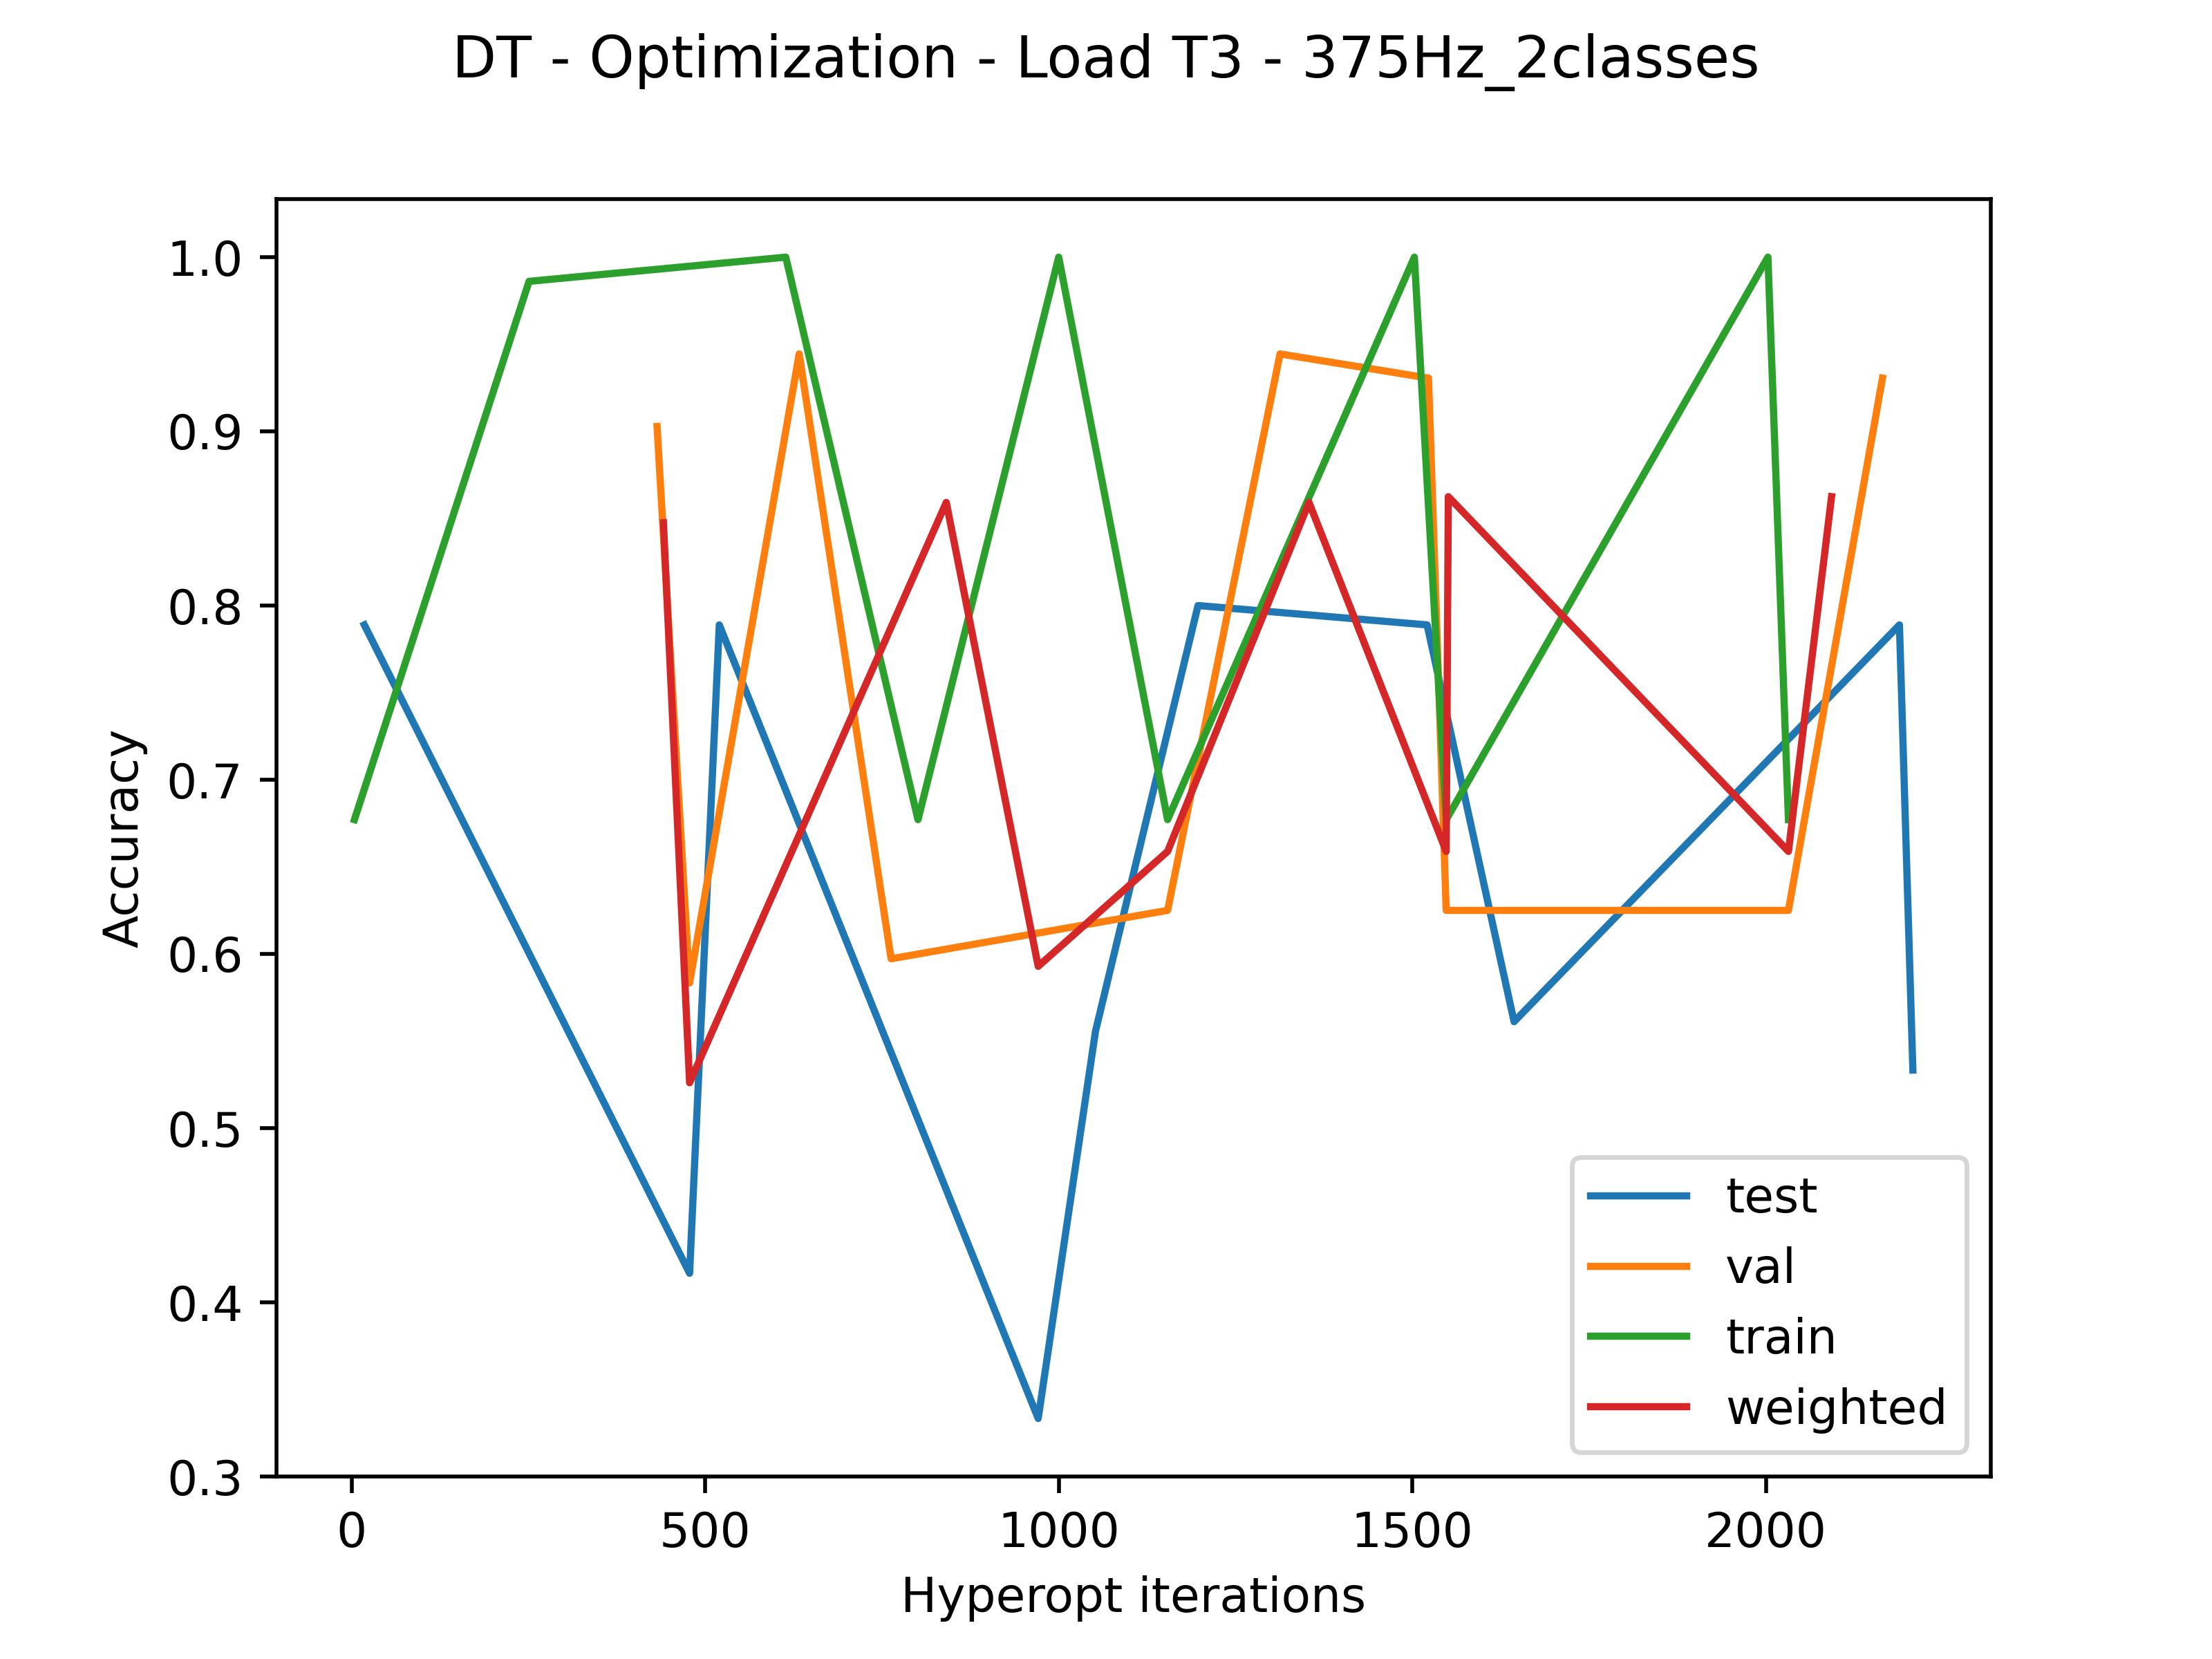 DT - Optimization - Load T3 - 375Hz_2classes
1.0
0.9
0.8
0.7
0.6
0.5
0.4
0.3
Accuracy
0 500 1000 1500 2000
Hyperopt iterations
test
val
train
weighted